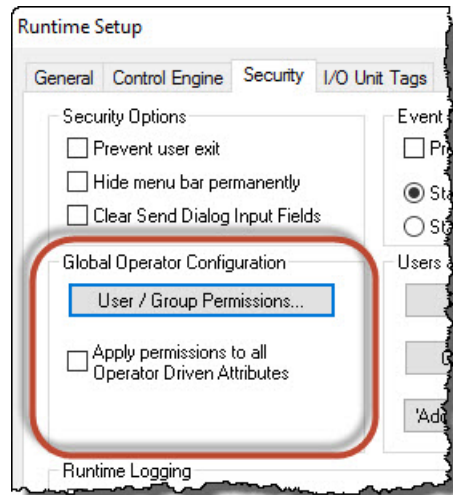 Runtime Setup
General Control Engine Security I/O Unit Tags
Security Options
Prevent user exit
Hide menu bar permanently
Clear Send Dialog Input Fields
Event
Global Operator Configuration
User / Group Permissions...
Apply permissions to all
Operator Driven Attributes
Users
Runtime Logging